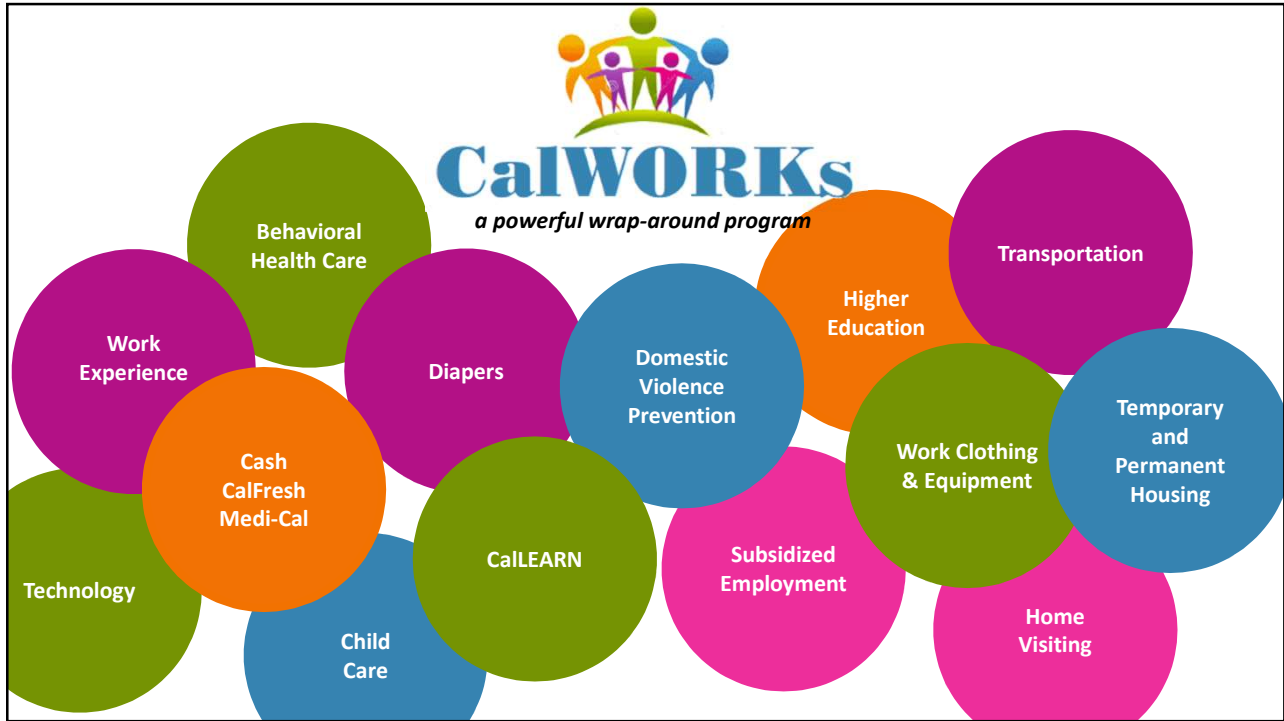 CalWORKs
a powerful wrap-around program
Behavioral
Health Care
Transportation
Higher
Education
Work
Experience
Diapers
Domestic
Violence
Prevention
Temporary
and
Permanent
Housing
Work Clothing
& Equipment
Cash
CalFresh
Medi-Cal
CalLEARN
Subsidized
Employment
Technology
Child
Care
Home
Visiting